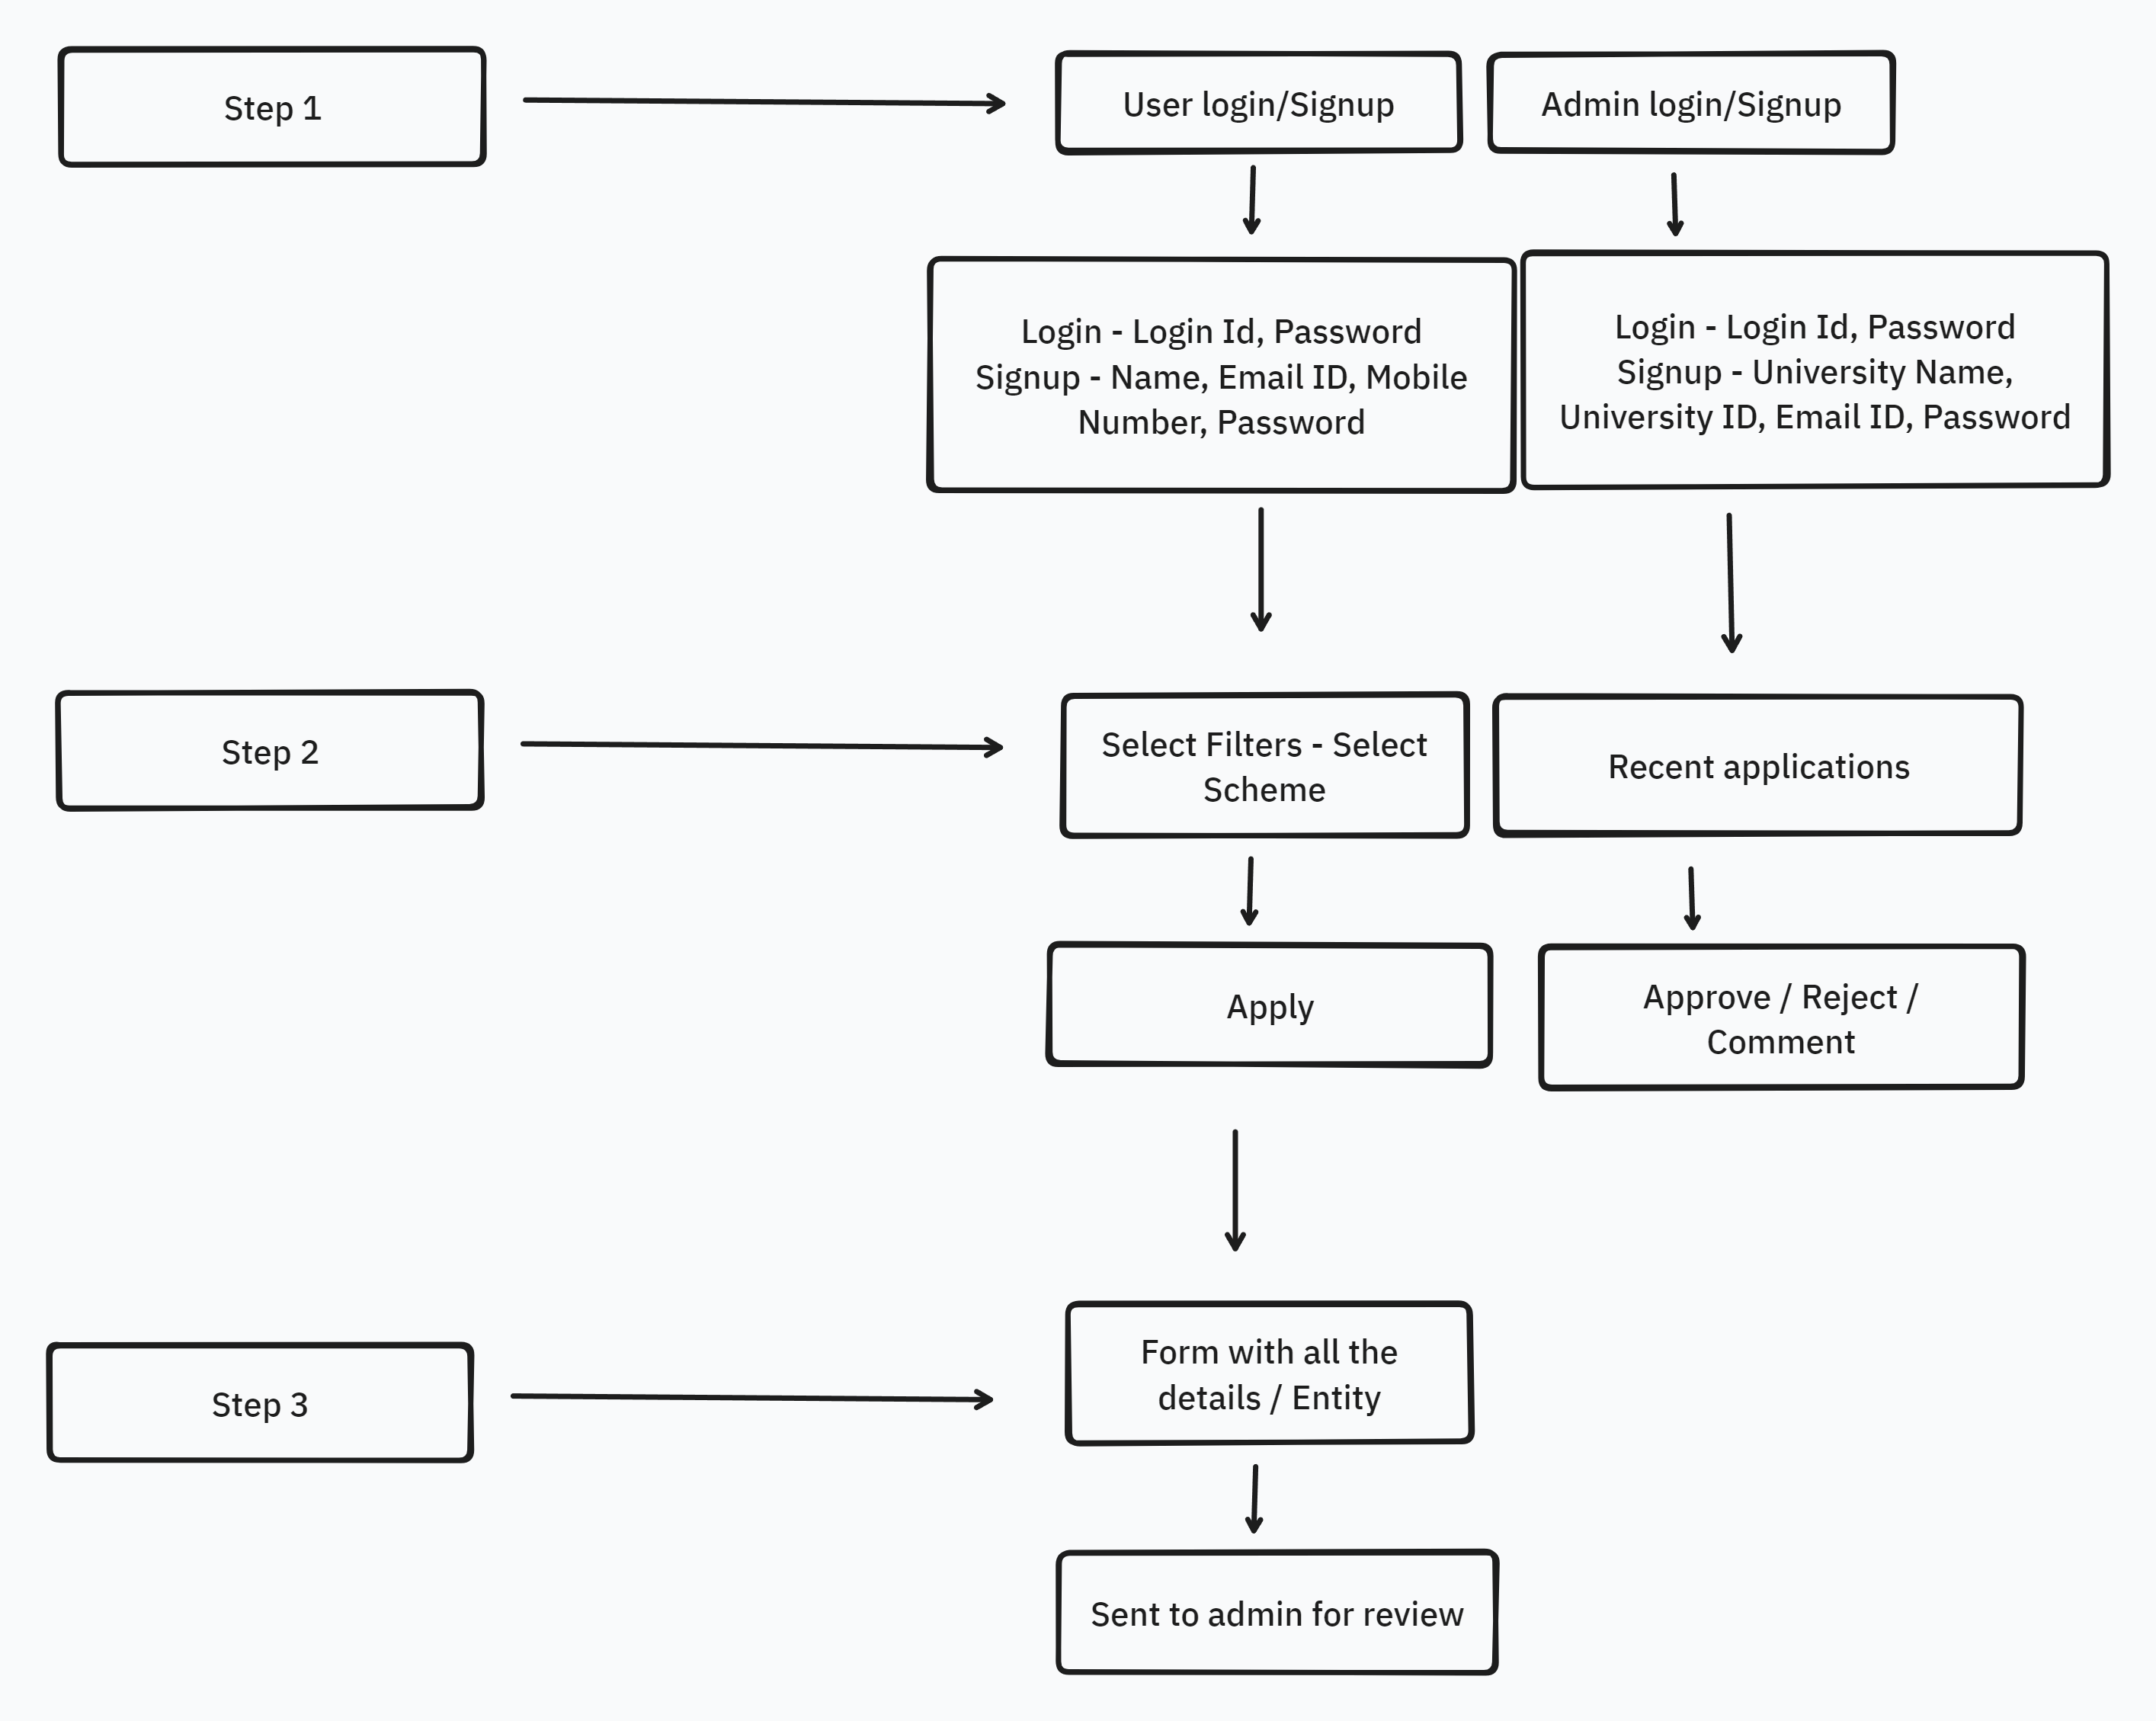 Step 1
User login/Signup
Admin login/Signup
Login - Login Id, Password
Signup - Name, Email ID, Mobile
Number, Password
Login - Login Id, Password
Signup - University Name,
University ID, Email ID, Password
Step 2
Select Filters - Select
Scheme
Recent applications
Apply
Approve / Reject /
Comment
Step 3
Form with all the
details / Entity
Sent to admin for review